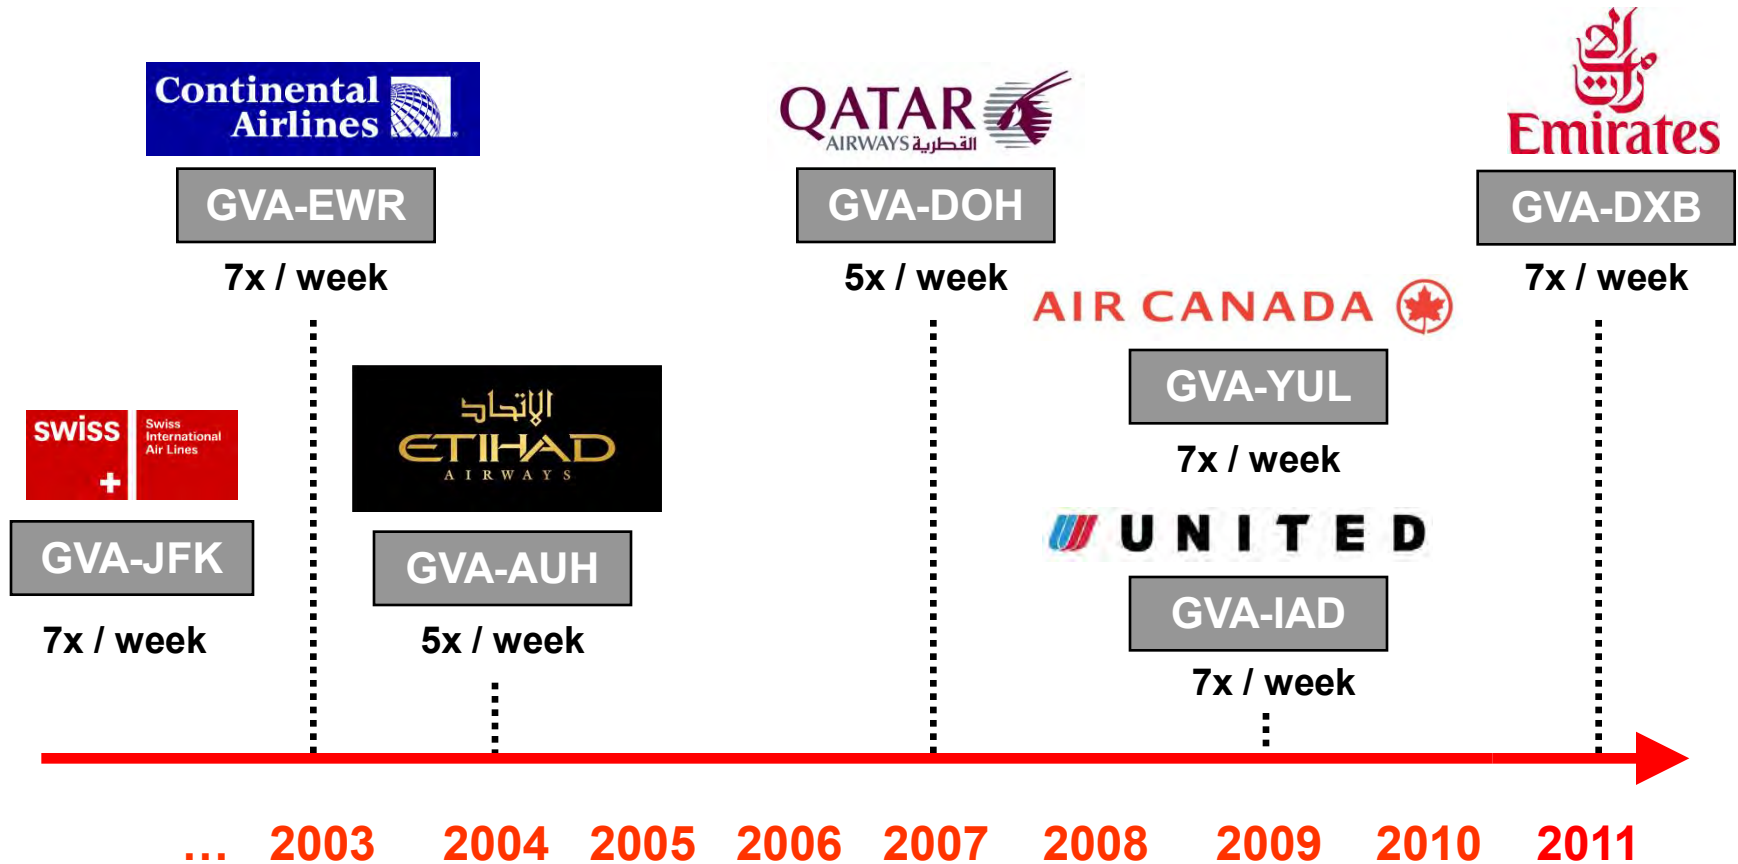 Continental
Airlines
GVA-EWR
7x / week
QATAR
AIRWAYS القطرية
GVA-DOH
5x / week
Emirates
GVA-DXB
7x / week
AIR CANADA
GVA-YUL
7x / week
swiss
Swiss
International
Air Lines
GVA-JFK
7x / week
الإتحاد
ETIHAD
AIRWAYS
GVA-AUH
5x / week
UNITED
GVA-IAD
7x / week
... 2003 2004 2005 2006 2007 2008 2009 2010 2011